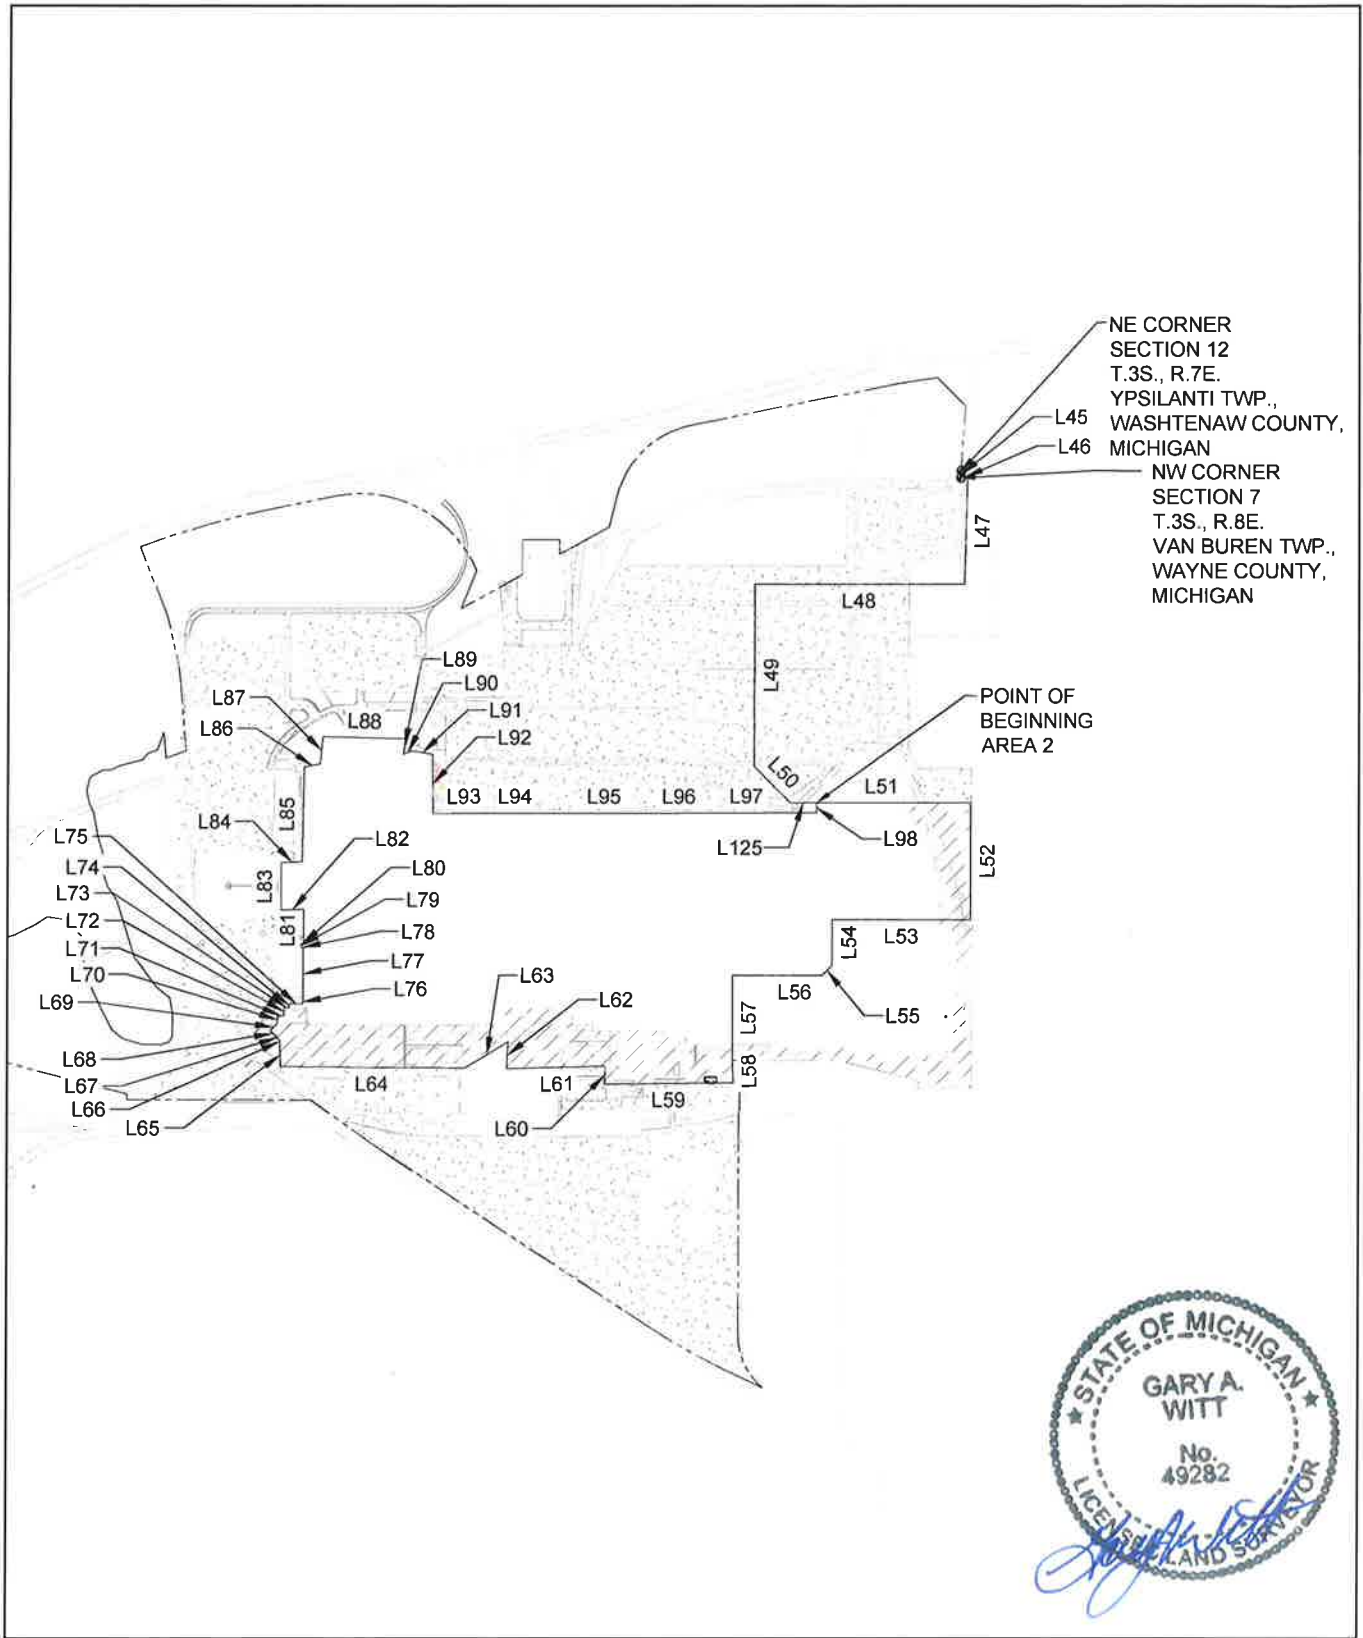 NE CORNER
SECTION 12
T.3S., R.7E.
YPSILANTI TWP.,
WASHTENAW COUNTY,
MICHIGAN
L45
L46
NW CORNER
SECTION 7
T.3S., R.8E.
VAN BUREN TWP.,
WAYNE COUNTY,
MICHIGAN
L47
L48
L49
L89
L90
L87
L88
L91
L86
L92
POINT OF
BEGINNING
AREA 2
L50
L51
L93 L94 L95 L96 L97
L85
L84
L82
L125
L98
L75
L74
L80
L52
L73
L83
L79
L72
L81
L78
L54
L53
L71
L77
L70
L63
L56
L69
L76
L62
L57
L55
L68
L67
L64
L61
L58
L66
L59
L65
L60
STATE OF MICHIGAN
GARY A.
WITT
No.
49282
LICENSED LAND SURVEYOR